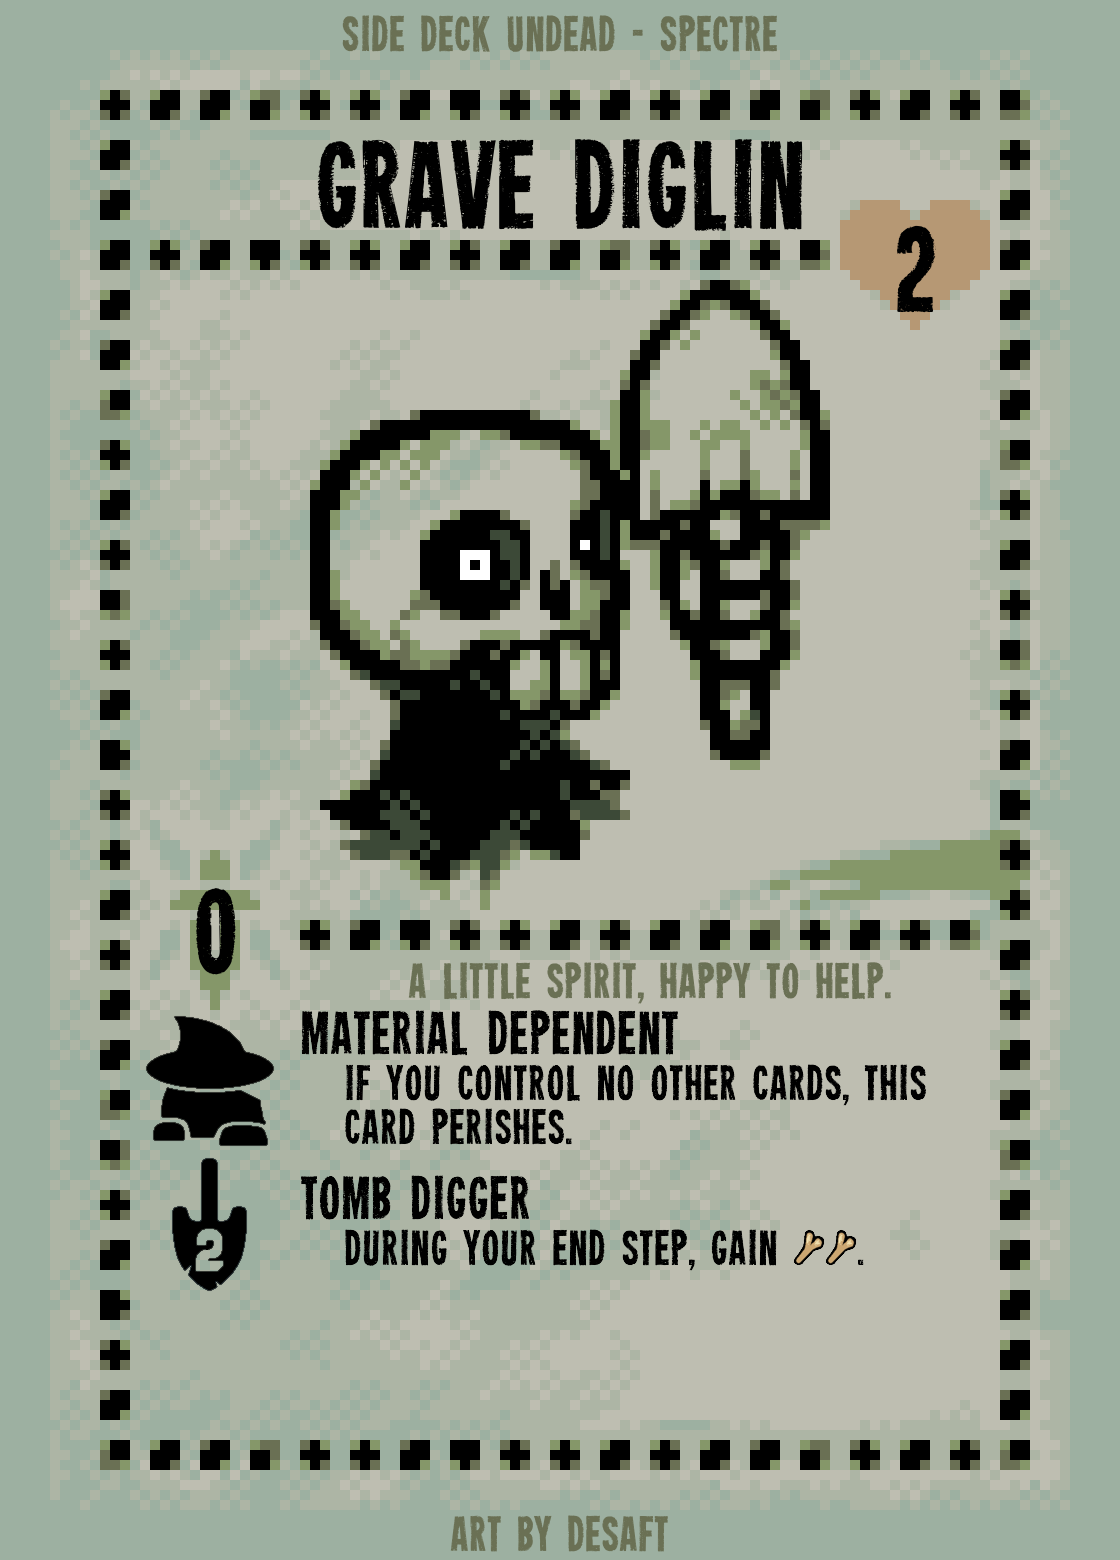 SIDE DECK UNDEAD - SPECTRE
GRAVE DIGLIN
2
0
A LITTLE SPIRIT, HAPPY TO HELP.
MATERIAL DEPENDENT
IF YOU CONTROL NO OTHER CARDS, THIS
CARD PERISHES.
TOMB DIGGER
2
DURING YOUR END STEP, GAIN .
ART BY DESAFT